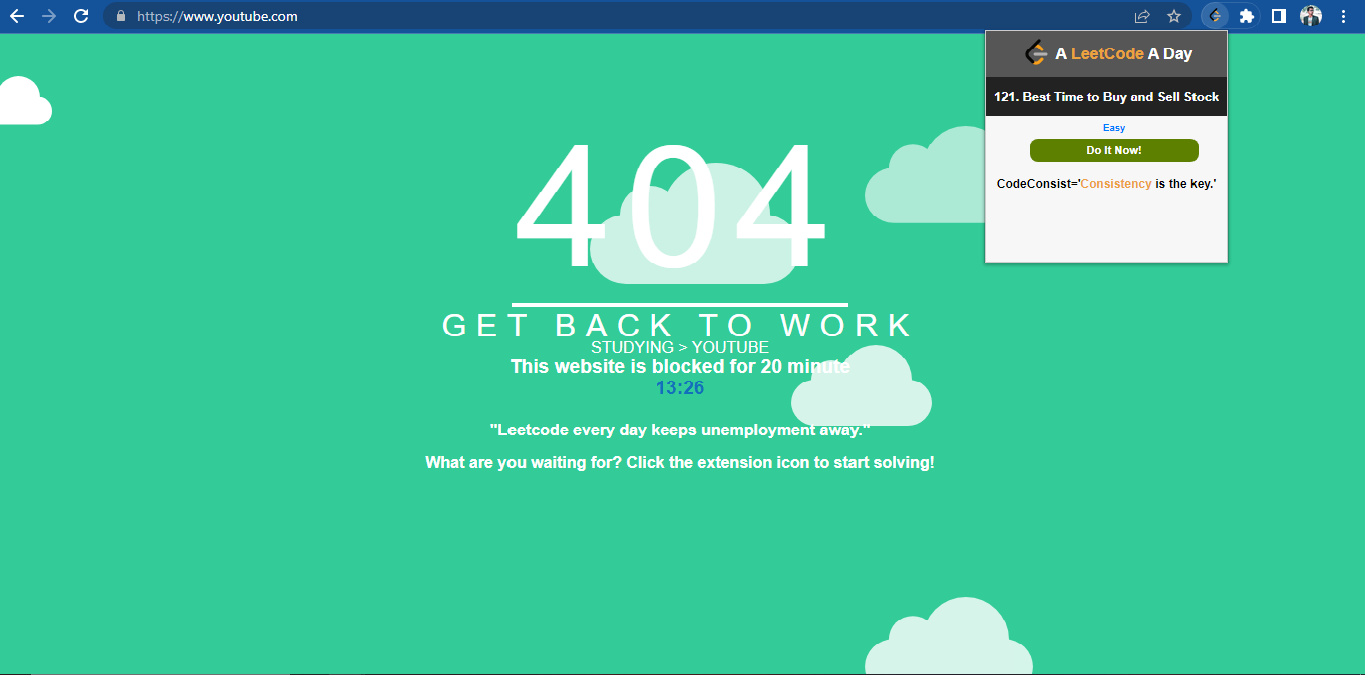 https://www.youtube.com
A LeetCode A Day
121. Best Time to Buy and Sell Stock
Easy
Do It Now!
CodeConsist='Consistency is the key.'
404
GET BACK TO WORK
STUDYING > YOUTUBE
This website is blocked for 20 minute
13:26
"Leetcode every day keeps unemployment away."
What are you waiting for? Click the extension icon to start solving!